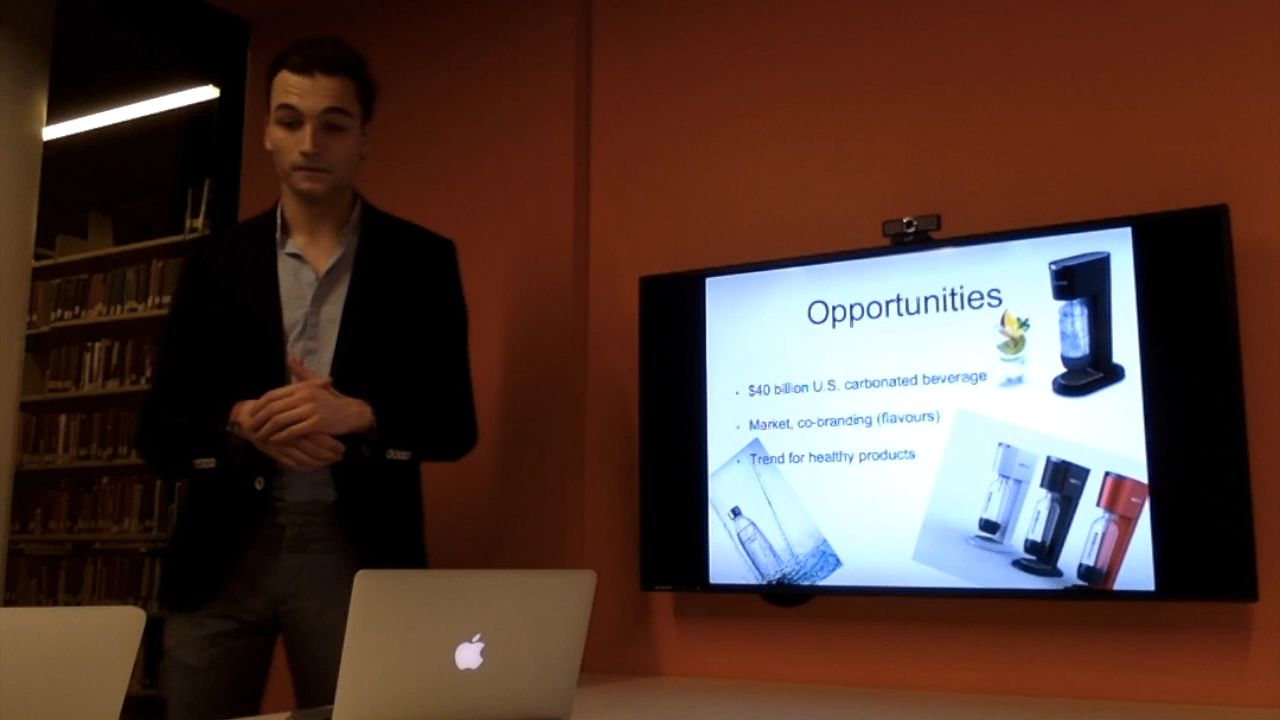 Opportunities
$40 billion U.S. carbonated beverage
Market, co-branding (flavours)
Trend for healthy products